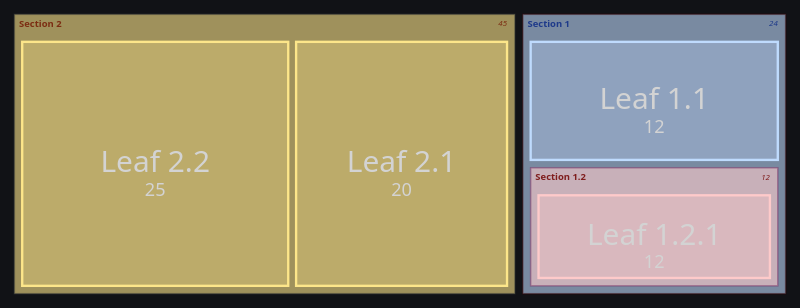 Section 2
45
Leaf 2.2
25
Leaf 2.1
20
Section 1
24
Leaf 1.1
12
Section 1.2
12
Leaf 1.2.1
12